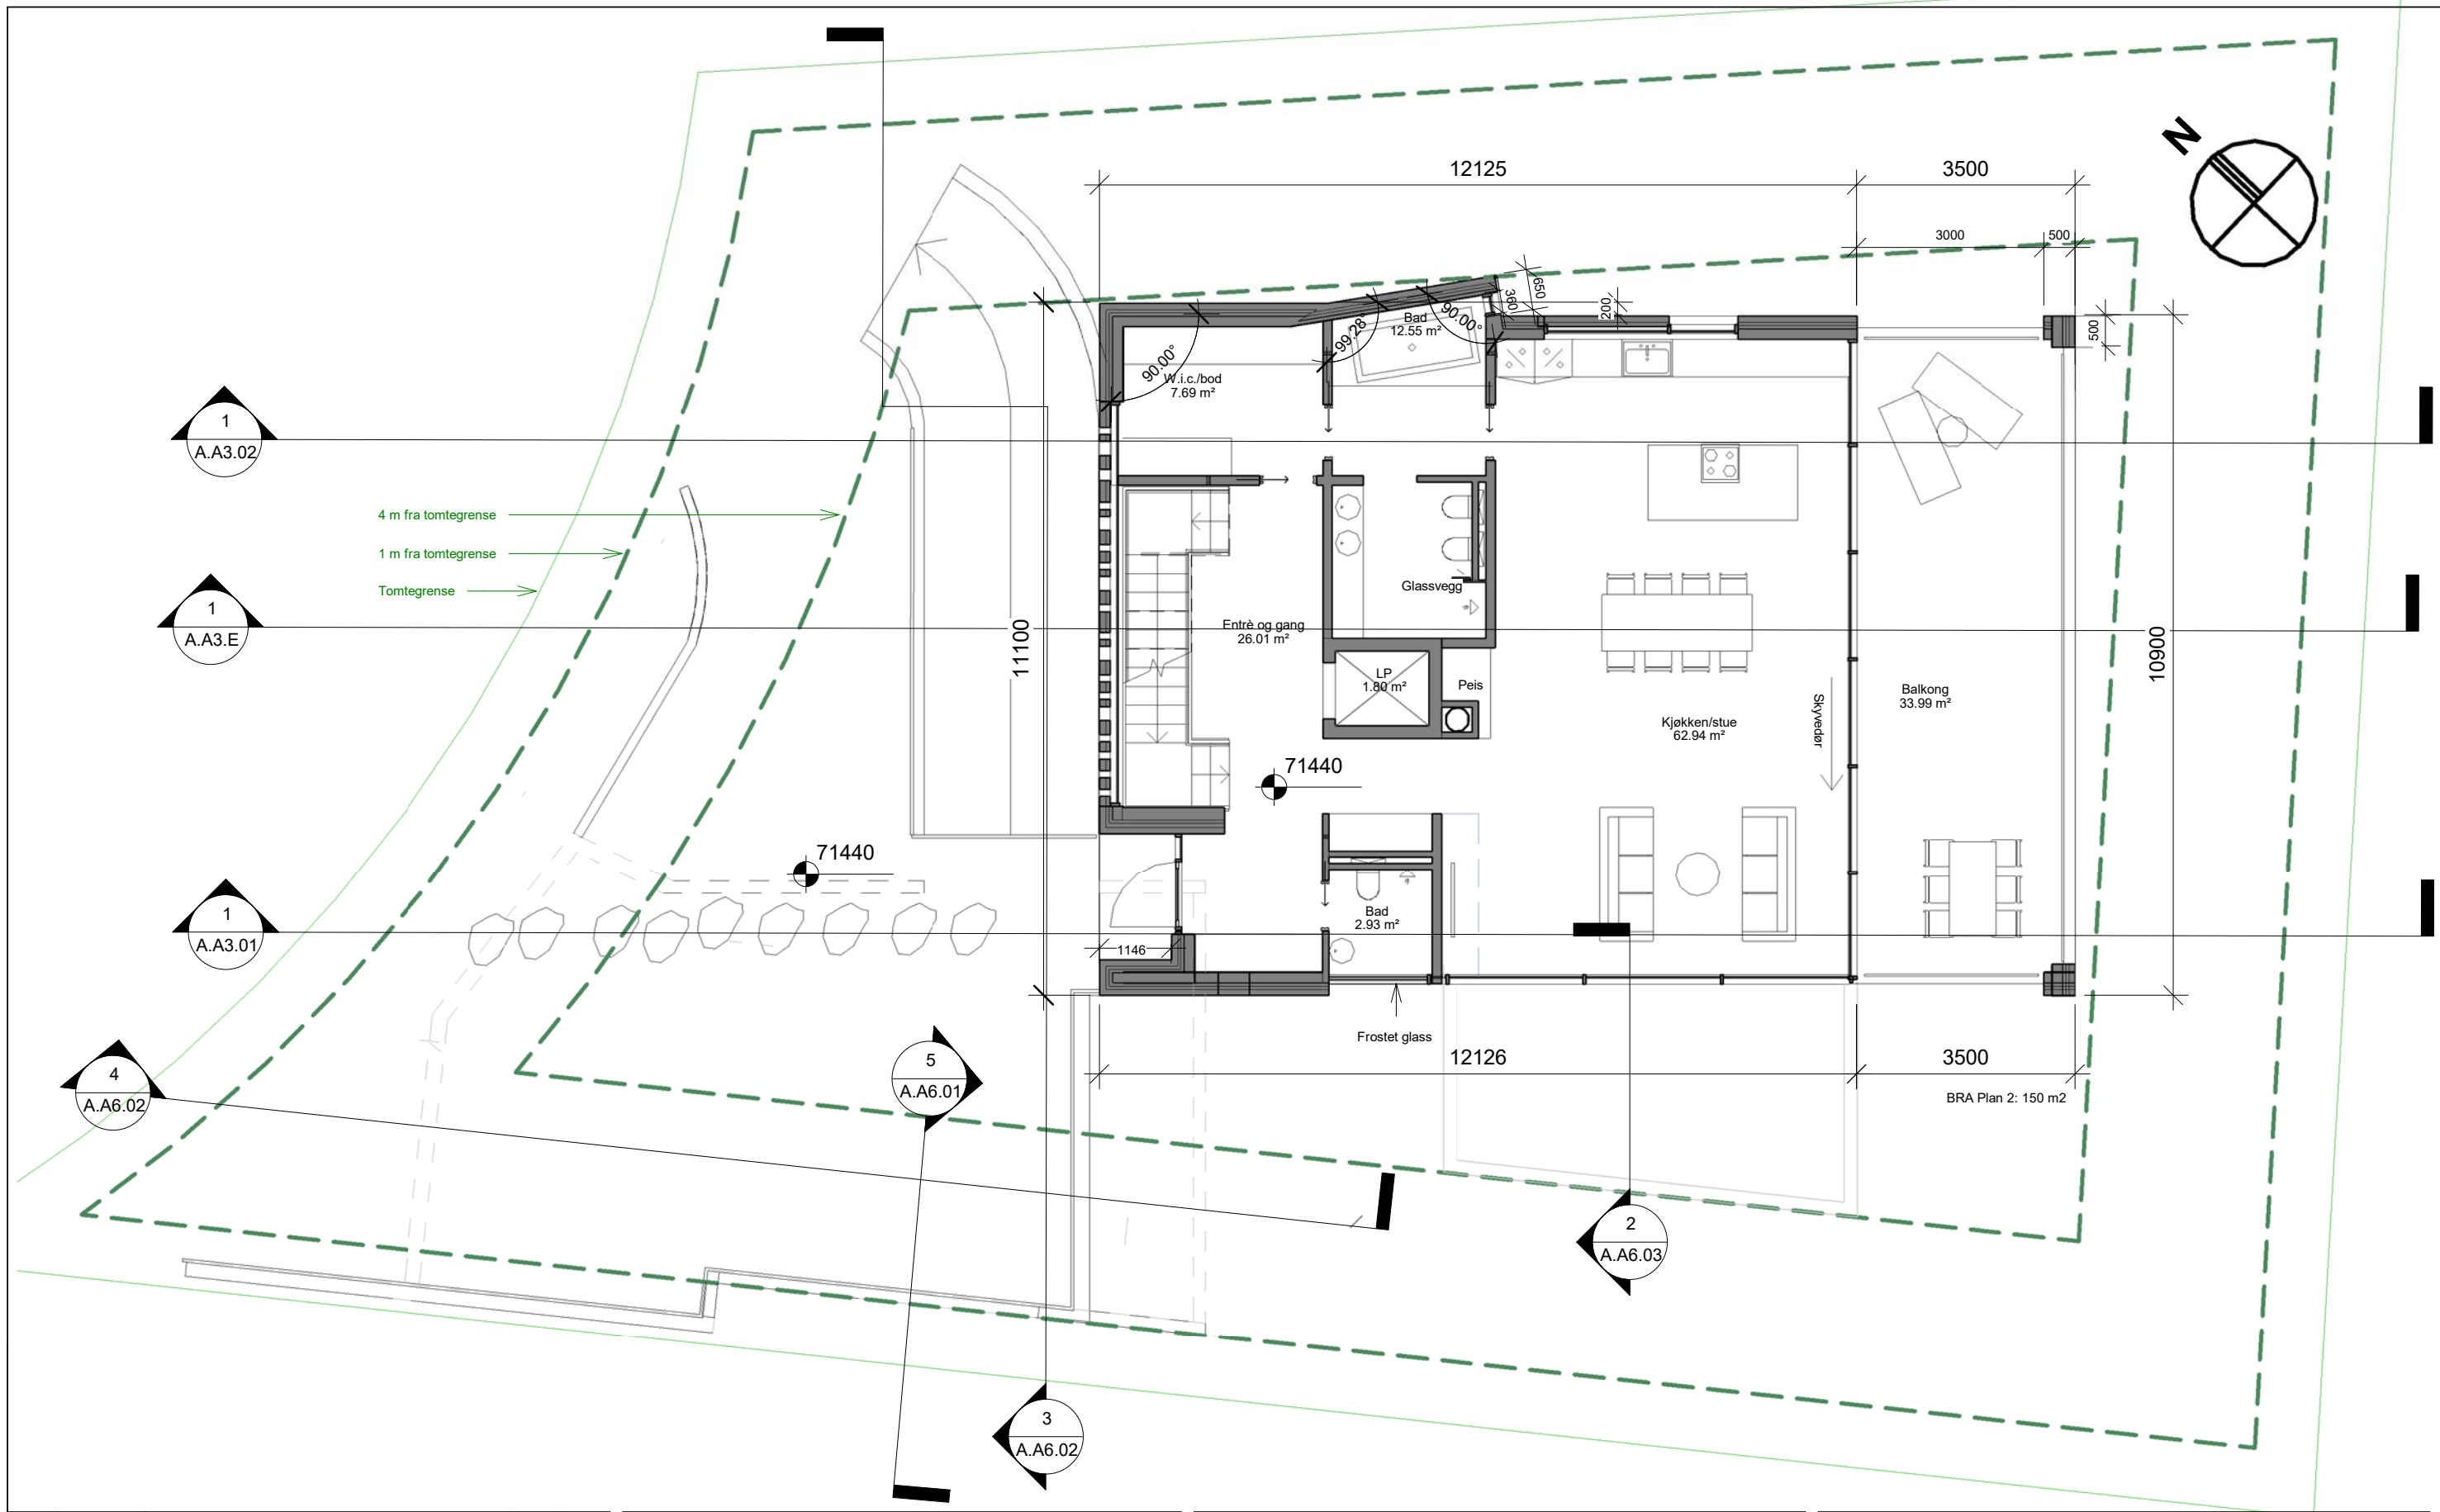 N
12125
3500
3000
500
650
360
200
500
90.00°
99.28°
90.00°
Bad
12.55 m²
W.i.c./bod
7.69 m²
1
A.A3.02
4 m fra tomtegrense
1 m fra tomtegrense
Tomtegrense
1
A.A3.E
Glassvegg
Entrè og gang
26.01 m²
11100
10900
LP
1.80 m²
Peis
Skyvedør
Balkong
33.99 m²
Kjøkken/stue
62.94 m²
71440
71440
1
A.A3.01
Bad
2.93 m²
1146
Frostet glass
12126
3500
BRA Plan 2: 150 m2
4
A.A6.02
5
A.A6.01
2
A.A6.03
3
A.A6.02